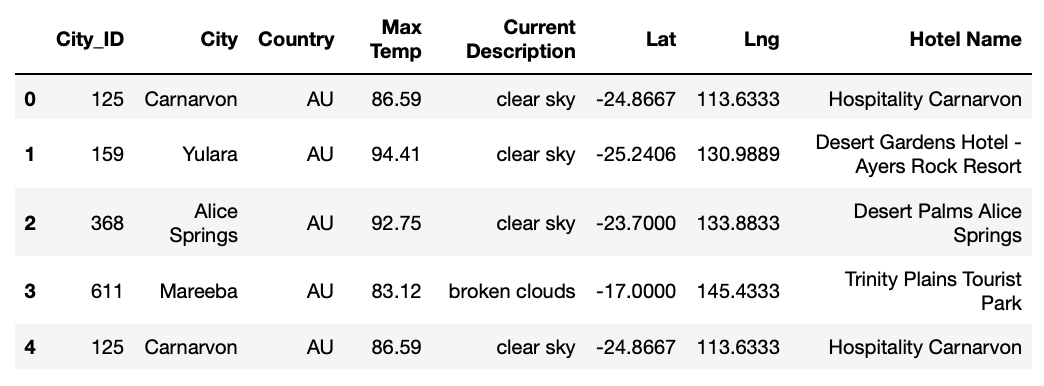 City_ID City Country Max Temp Current Description Lat Lng Hotel Name
0 125 Carnarvon AU 86.59 clear sky -24.8667 113.6333 Hospitality Carnarvon
1 159 Yulara AU 94.41 clear sky -25.2406 130.9889 Desert Gardens Hotel - Ayers Rock Resort
2 368 Alice Springs AU 92.75 clear sky -23.7000 133.8833 Desert Palms Alice Springs
3 611 Mareeba AU 83.12 broken clouds -17.0000 145.4333 Trinity Plains Tourist Park
4 125 Carnarvon AU 86.59 clear sky -24.8667 113.6333 Hospitality Carnarvon